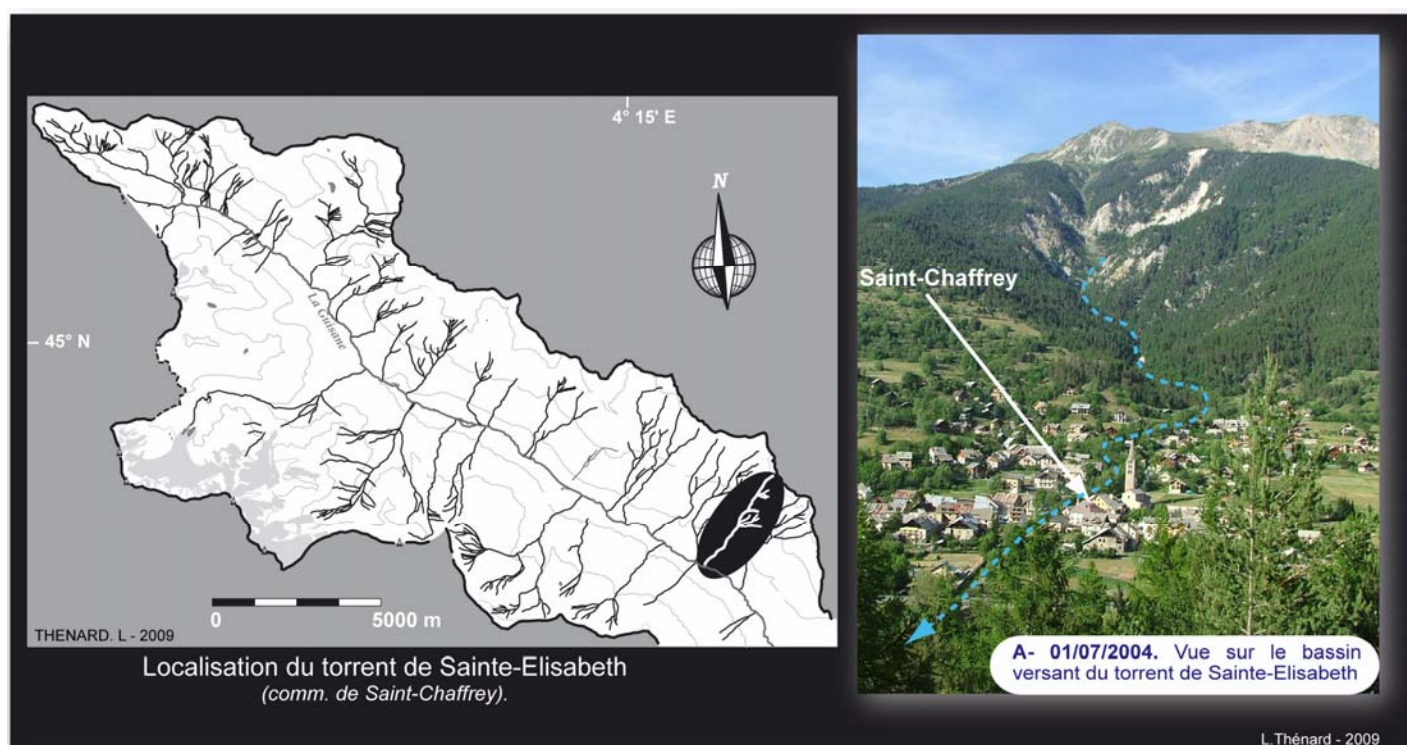 4° 15' E
N
La Guisane
45° N
0 5000 m
THENARD. L - 2009
Localisation du torrent de Sainte-Elisabeth
(comm. de Saint-Chaffrey).
Saint-Chaffrey
A- 01/07/2004. Vue sur le bassin
versant du torrent de Sainte-Elisabeth
L.Thénard - 2009